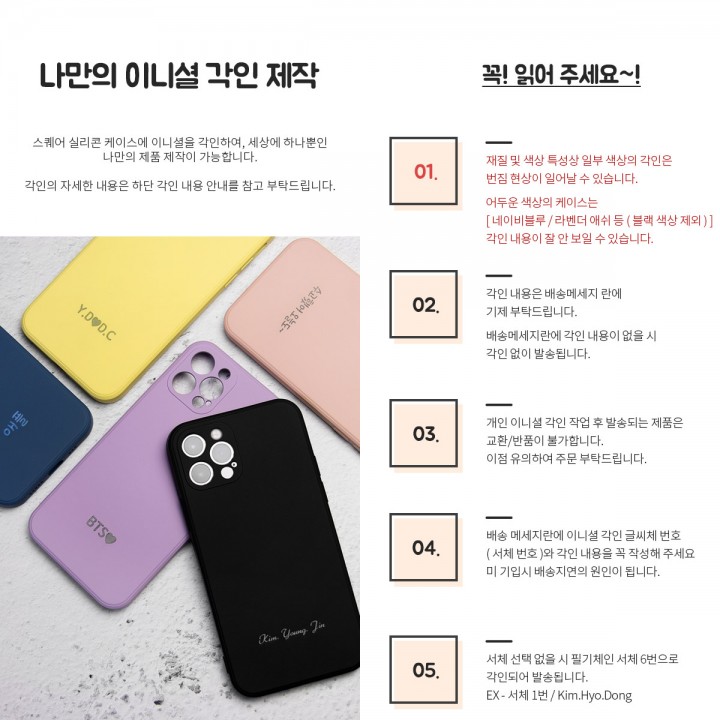 나만의 이니셜 각인 제작
스퀘어 실리콘 케이스에 이니셜을 각인하여, 세상에 하나뿐인
나만의 제품 제작이 가능합니다.
각인의 자세한 내용은 하단 각인 내용 안내를 참고 부탁드립니다.
Y.D♥D.C
BTS♥
Kim Young Jin
꼭! 읽어 주세요~!
01.
재질 및 색상 특성상 일부 색상의 각인은
번짐 현상이 일어날 수 있습니다.
어두운 색상의 케이스는
[ 네이비블루 / 라벤더 애쉬 등 ( 블랙 색상 제외 ) ]
각인 내용이 잘 안 보일 수 있습니다.
02.
각인 내용은 배송메세지 란에
기제 부탁드립니다.
배송메세지란에 각인 내용이 없을 시
각인 없이 발송됩니다.
03.
개인 이니셜 각인 작업 후 발송되는 제품은
교환/반품이 불가합니다.
이점 유의하여 주문 부탁드립니다.
04.
배송 메세지란에 이니셜 각인 글씨체 번호
( 서체 번호 )와 각인 내용을 꼭 작성해 주세요
미 기입시 배송지연의 원인이 됩니다.
05.
서체 선택 없을 시 필기체인 서체 6번으로
각인되어 발송됩니다.
EX - 서체 1번 / Kim.Hyo.Dong